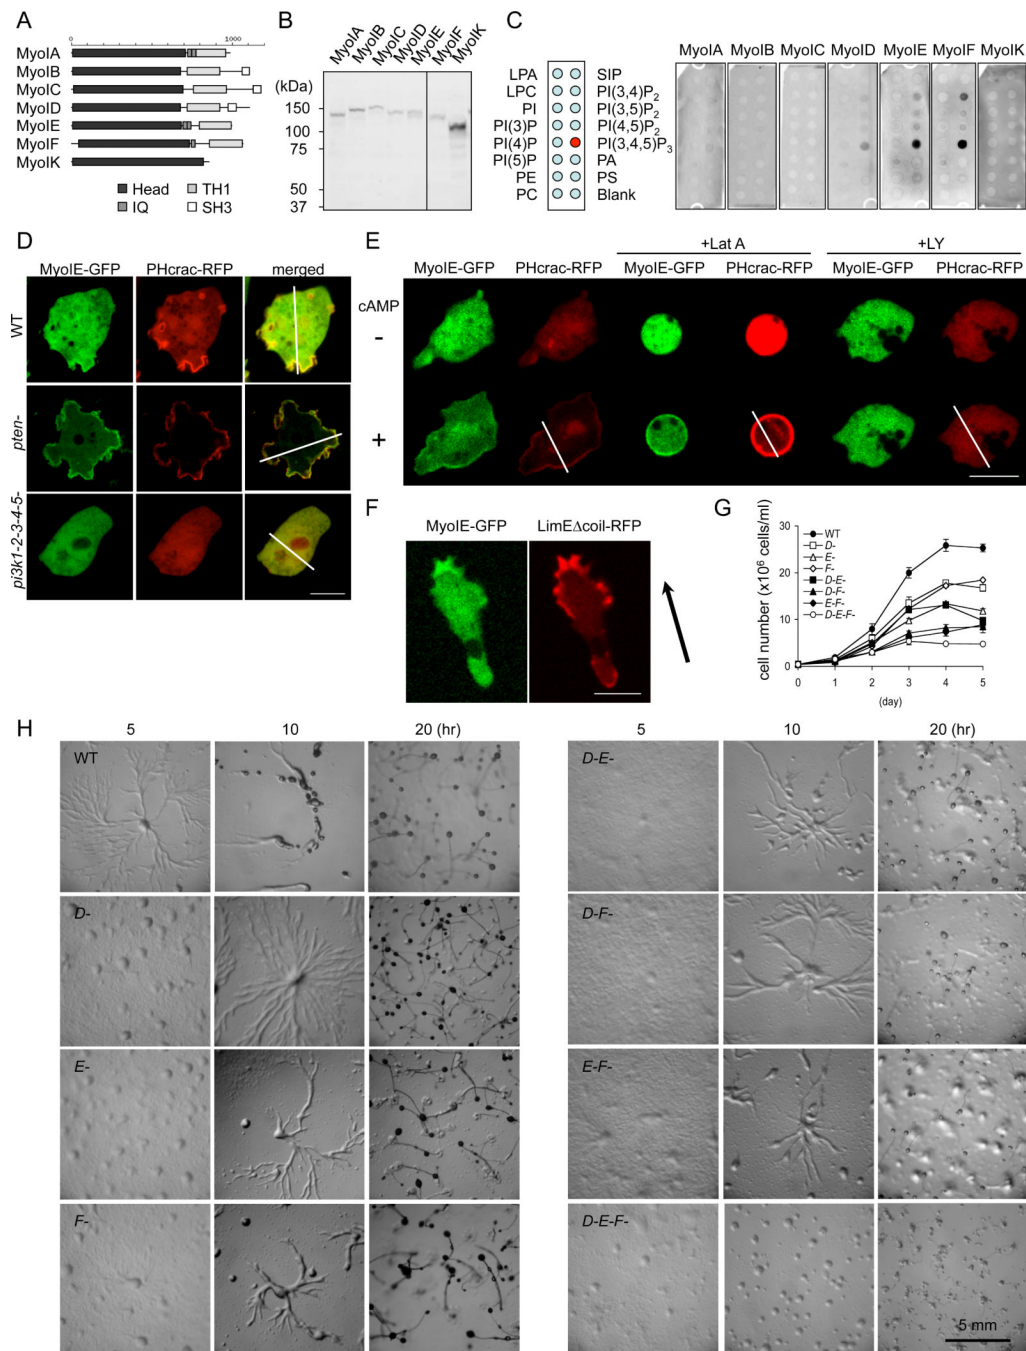 A
1000
MyoIA
MyoIB
MyoIC
MyoID
MyoIE
MyoIF
MyoIK
Head
TH1
IQ
SH3
B
MyoIA
MyoIB
MyoIC
MyoID
MyoIE
MyoIF
MyoIK
(kDa)
150
100
75
50
37
C
LPA SIP
LPC PI(3,4)P2
PI PI(3,5)P2
PI(3)P PI(4,5)P2
PI(4)P PI(3,4,5)P3
PI(5)P PA
PE PS
PC Blank
MyoIA MyoIB MyoIC MyoID MyoIE MyoIF MyoIK
D
MyoIE-GFP PHcrac-RFP merged
WT
pten-
pi3k1-2-3-4-5-
E
+Lat A +LY
MyoIE-GFP PHcrac-RFP MyoIE-GFP PHcrac-RFP MyoIE-GFP PHcrac-RFP
cAMP
-
+
F
MyoIE-GFP LimEΔcoil-RFP
G
cell number (x10⁶ cells/ml)
30
20
10
0
0 1 2 3 4 5
(day)
WT
D-
E-
F-
D-E-
D-F-
E-F-
D-E-F-
H
5 10 20 (hr)
WT
D-
E-
F-
5 10 20 (hr)
D-E-
D-F-
E-F-
D-E-F-
5 mm